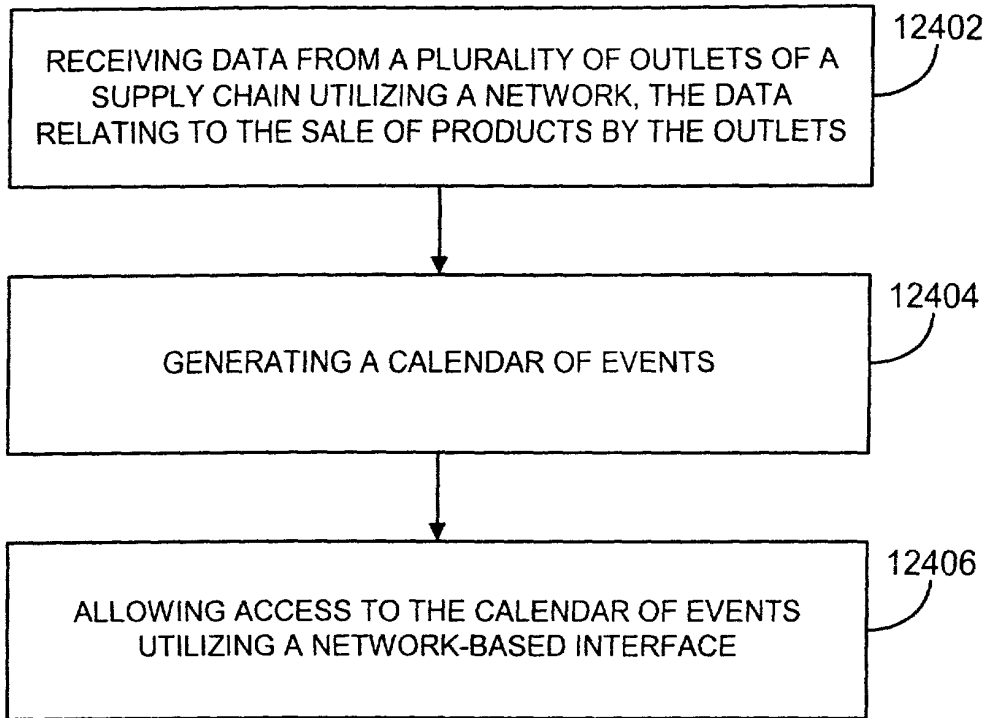 12402
RECEIVING DATA FROM A PLURALITY OF OUTLETS OF A
SUPPLY CHAIN UTILIZING A NETWORK, THE DATA
RELATING TO THE SALE OF PRODUCTS BY THE OUTLETS
12404
GENERATING A CALENDAR OF EVENTS
12406
ALLOWING ACCESS TO THE CALENDAR OF EVENTS
UTILIZING A NETWORK-BASED INTERFACE